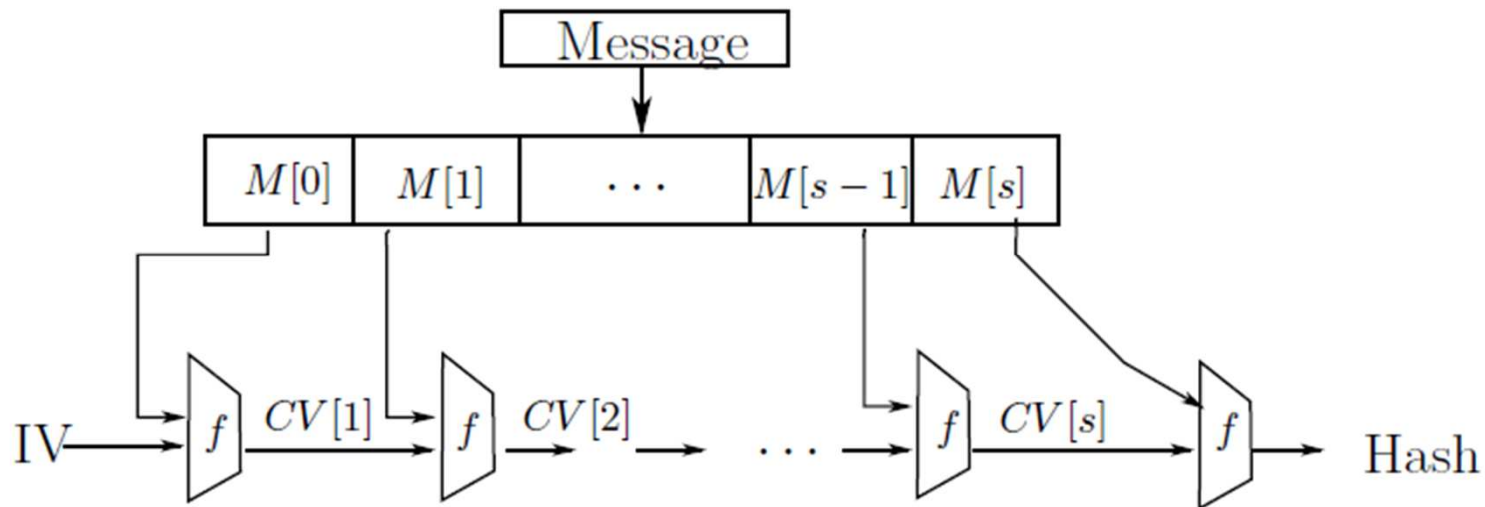 Message
M[0] M[1] ... M[s − 1] M[s]
CV[1] CV[2] CV[s]
IV f f ... f f Hash